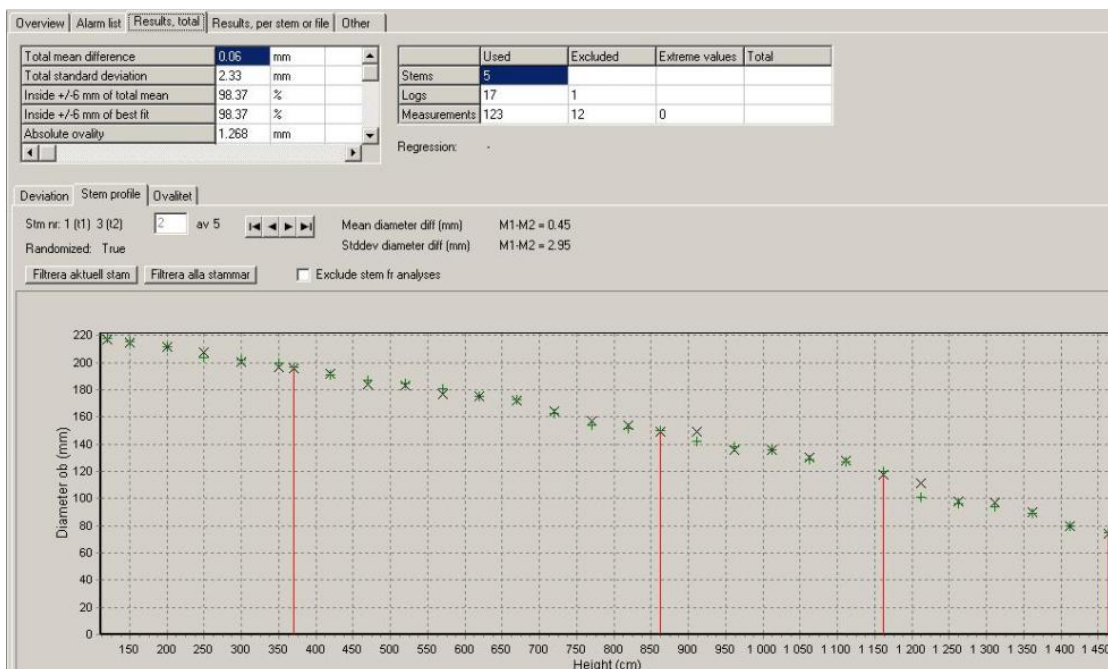 Overview Alarm list Results, total Results, per stem or file Other
Total mean difference 0.06 mm
Total standard deviation 2.33 mm
Inside +/-6 mm of total mean 98.37 %
Inside +/-6 mm of best fit 98.37 %
Absolute ovality 1.268 mm
Used Excluded Extreme values Total
Stems 5
Logs 17 1
Measurements 123 12 0
Regression: -
Deviation Stem profile Ovalitet
Stm nr: 1 (t1) 3 (t2) 2 av 5
Randomized: True
Mean diameter diff (mm) M1-M2 = 0.45
Stddev diameter diff (mm) M1-M2 = 2.95
Filtrera aktuell stam Filtrera alla stammar Exclude stem fr analyses
Diameter ob (mm)
220
200
180
160
140
120
100
80
60
40
20
0
150 200 250 300 350 400 450 500 550 600 650 700 750 800 850 900 950 1 000 1 050 1 100 1 150 1 200 1 250 1 300 1 350 1 400 1 450
Height (cm)